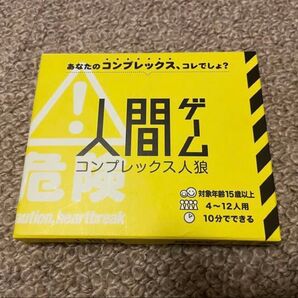 あなたのコンプレックス、コレでしょ?
人間ゲーム
コンプレックス人狼
危険
caution, heartbreak
対象年齢15歳以上
4〜12人用
10分でできる